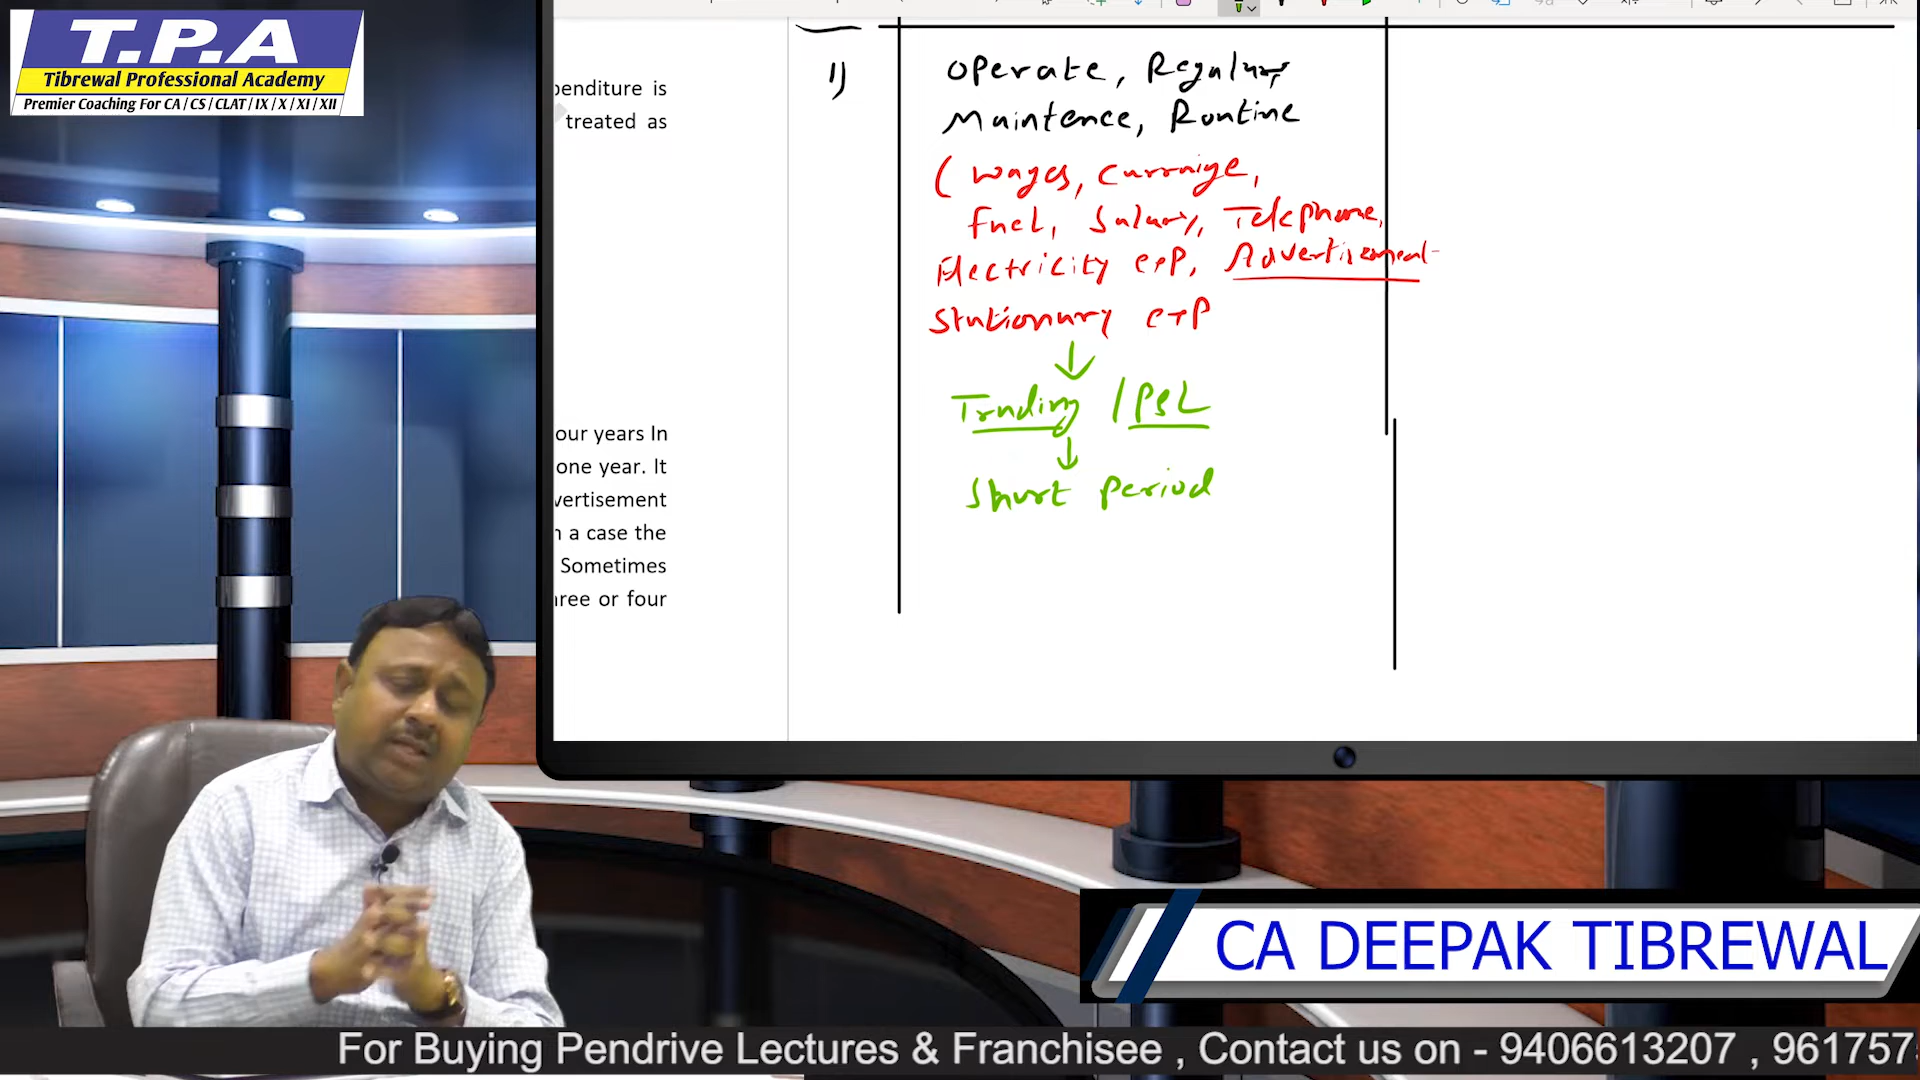 T.P.A
Tibrewal Professional Academy
Premier Coaching For CA / CS / CLAT / IX / X / XI / XII
penditure is
treated as
our years In
one year. It
vertisement
a case the
Sometimes
hree or four
1)
Operate, Regular,
Maintence, Routine
( wages, carraige,
fuel, salary, Telephone,
Electricity exp, Advertisement
Stationary exp
Trading / P&L
Short period
CA DEEPAK TIBREWAL
For Buying Pendrive Lectures & Franchisee , Contact us on - 9406613207 , 961757